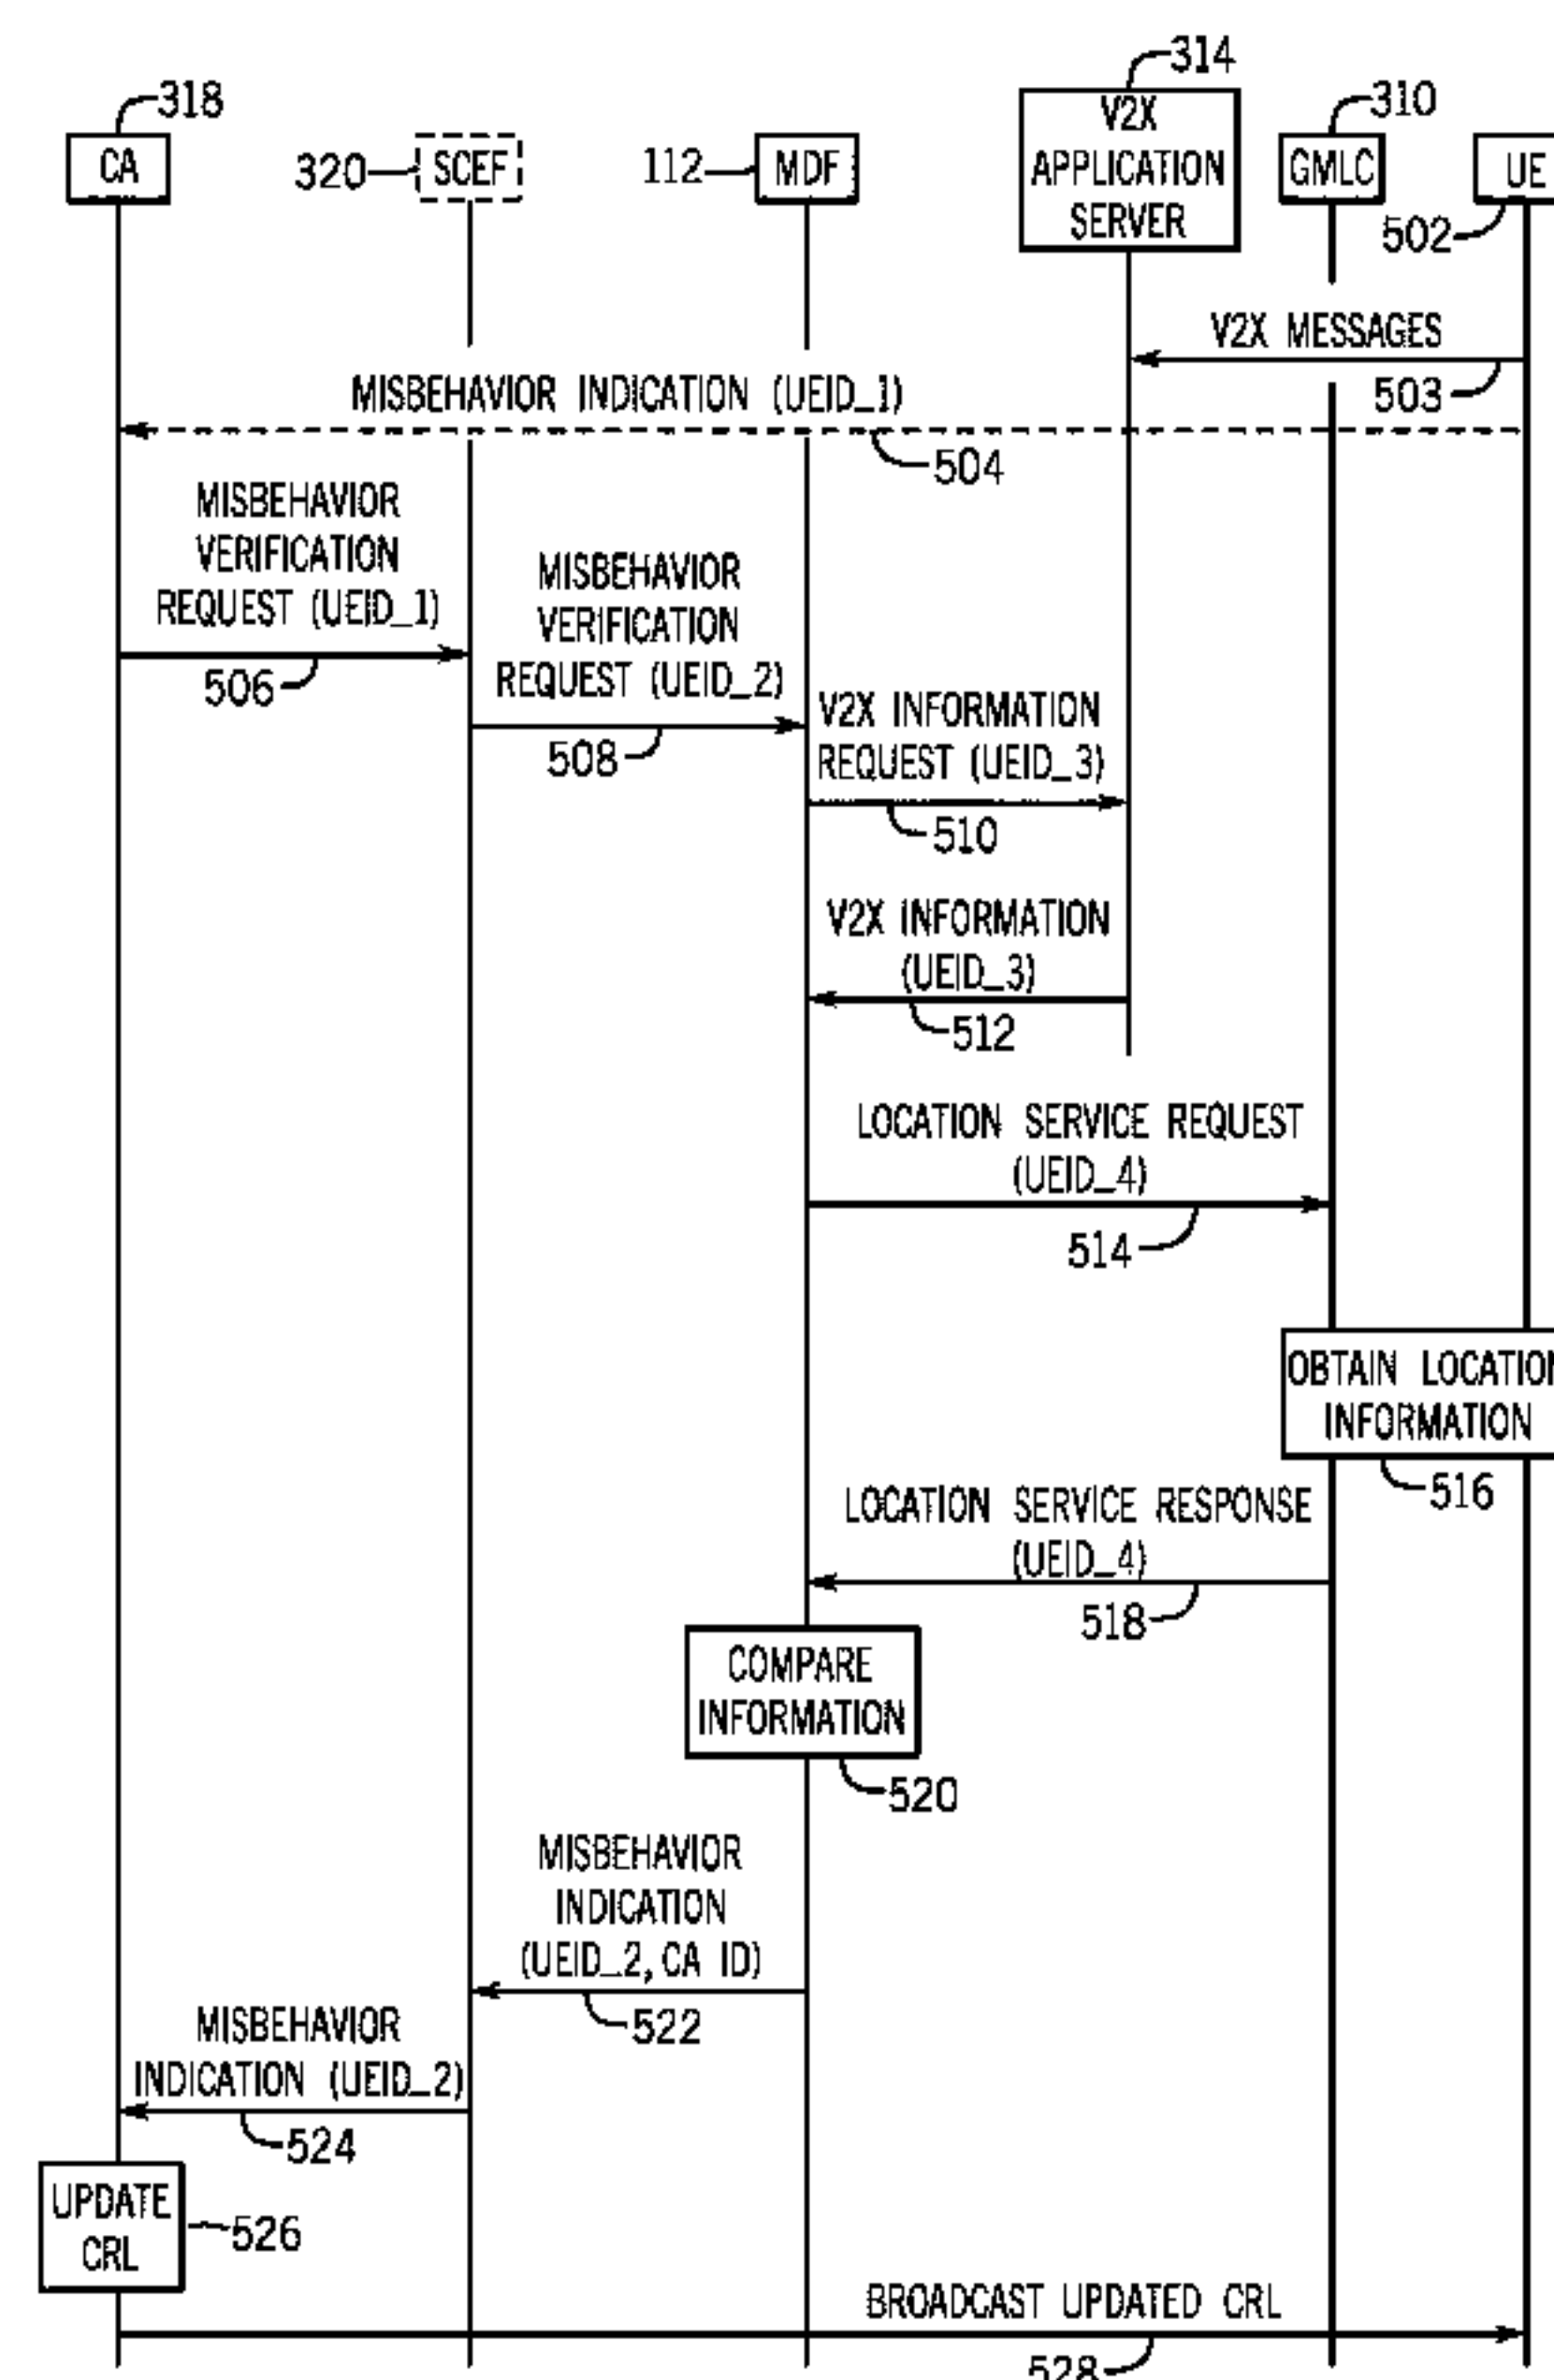 314
318
310
V2X
APPLICATION
SERVER
CA
320
SCEF
112
MDF
GMLC
UE
502
V2X MESSAGES
503
MISBEHAVIOR INDICATION (UEID_1)
504
MISBEHAVIOR
VERIFICATION
REQUEST (UEID_1)
506
MISBEHAVIOR
VERIFICATION
REQUEST (UEID_2)
508
V2X INFORMATION
REQUEST (UEID_3)
510
V2X INFORMATION
(UEID_3)
512
LOCATION SERVICE REQUEST
(UEID_4)
514
OBTAIN LOCATION
INFORMATION
516
LOCATION SERVICE RESPONSE
(UEID_4)
518
COMPARE
INFORMATION
520
MISBEHAVIOR
INDICATION
(UEID_2, CA ID)
522
MISBEHAVIOR
INDICATION (UEID_2)
524
UPDATE
CRL
526
BROADCAST UPDATED CRL
528